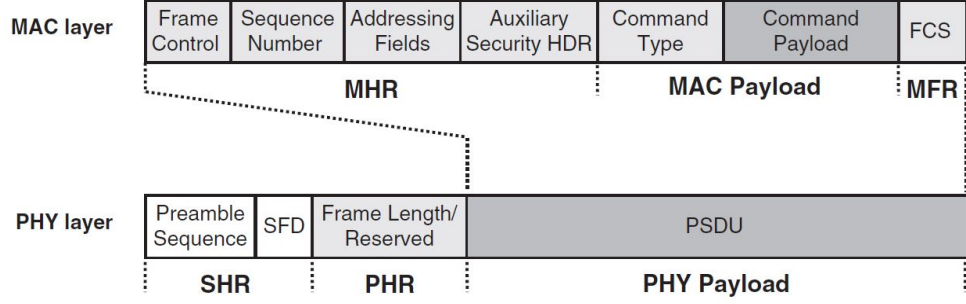 MAC layer
Frame Control
Sequence Number
Addressing Fields
Auxiliary Security HDR
Command Type
Command Payload
FCS
MHR
MAC Payload
MFR
PHY layer
Preamble Sequence
SFD
Frame Length/ Reserved
PSDU
SHR
PHR
PHY Payload